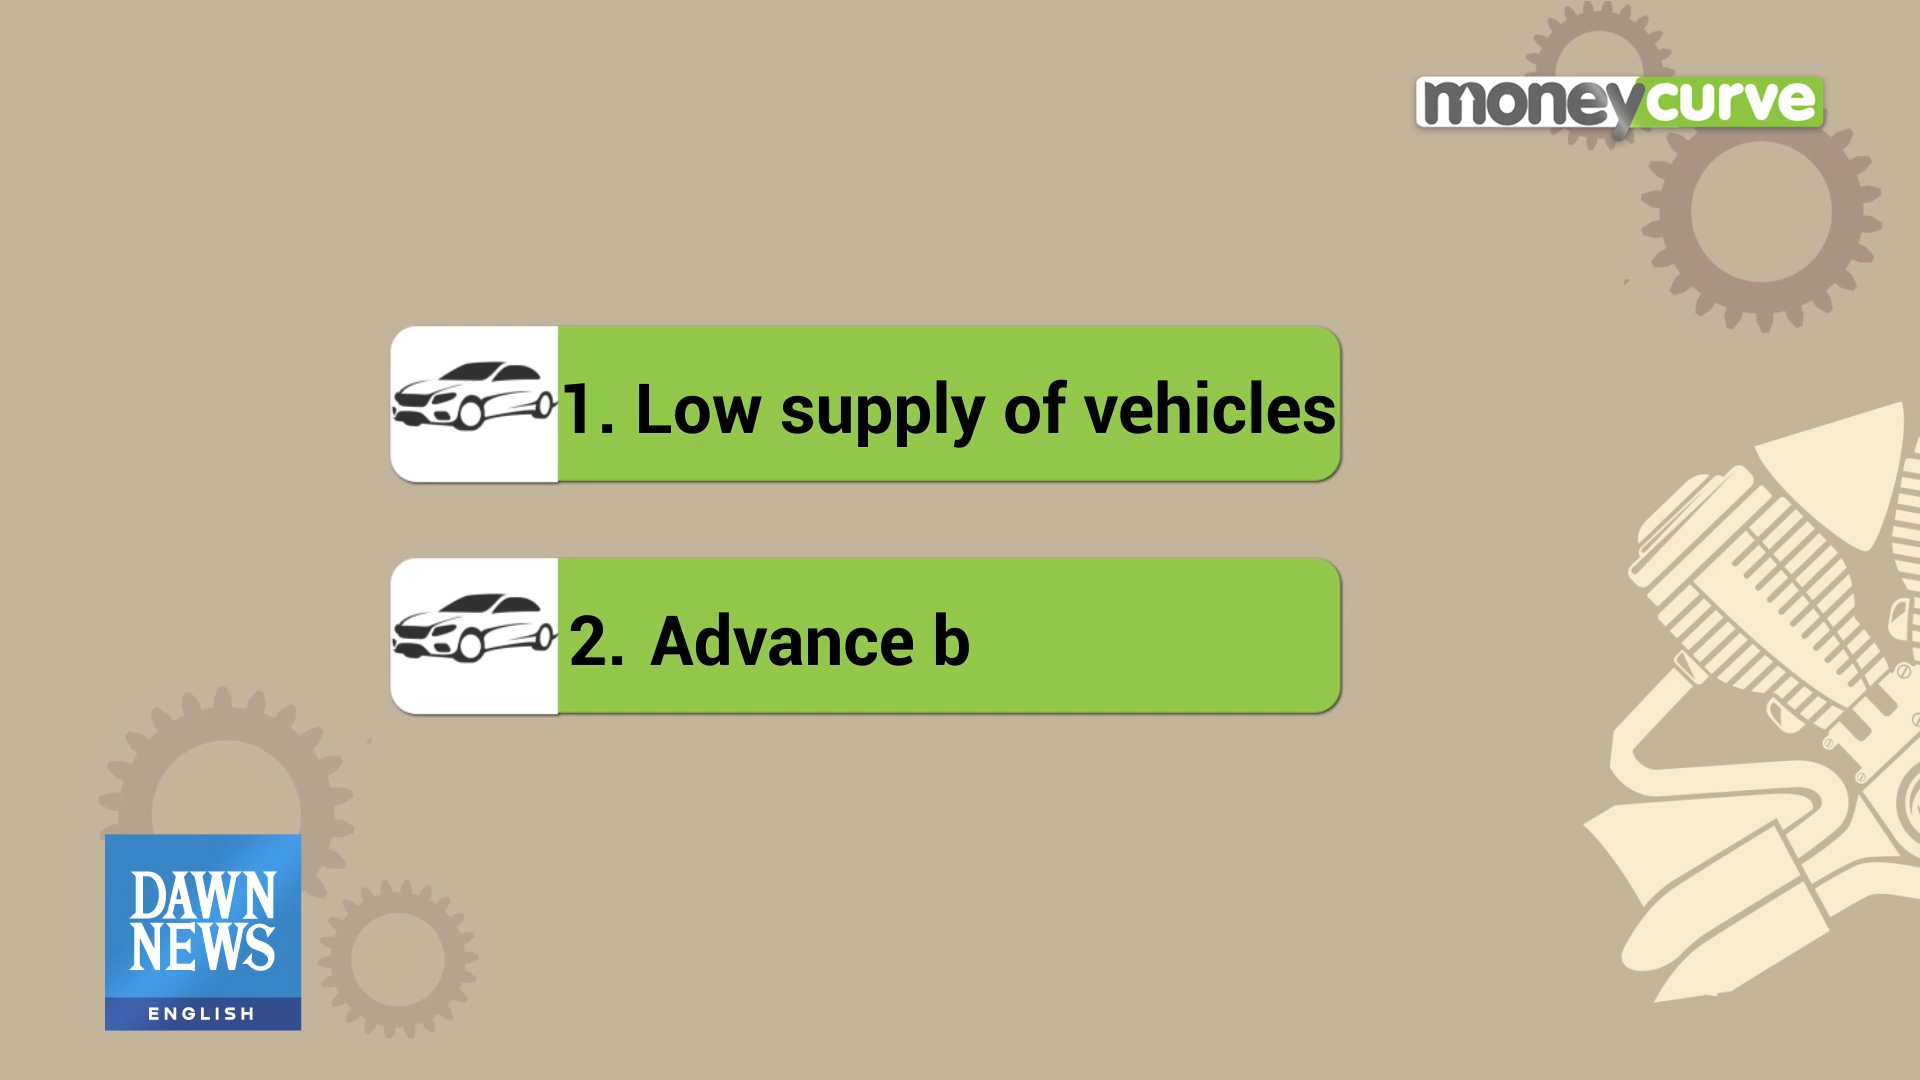 moneycurve
1. Low supply of vehicles
2. Advance b
DAWN
NEWS
ENGLISH